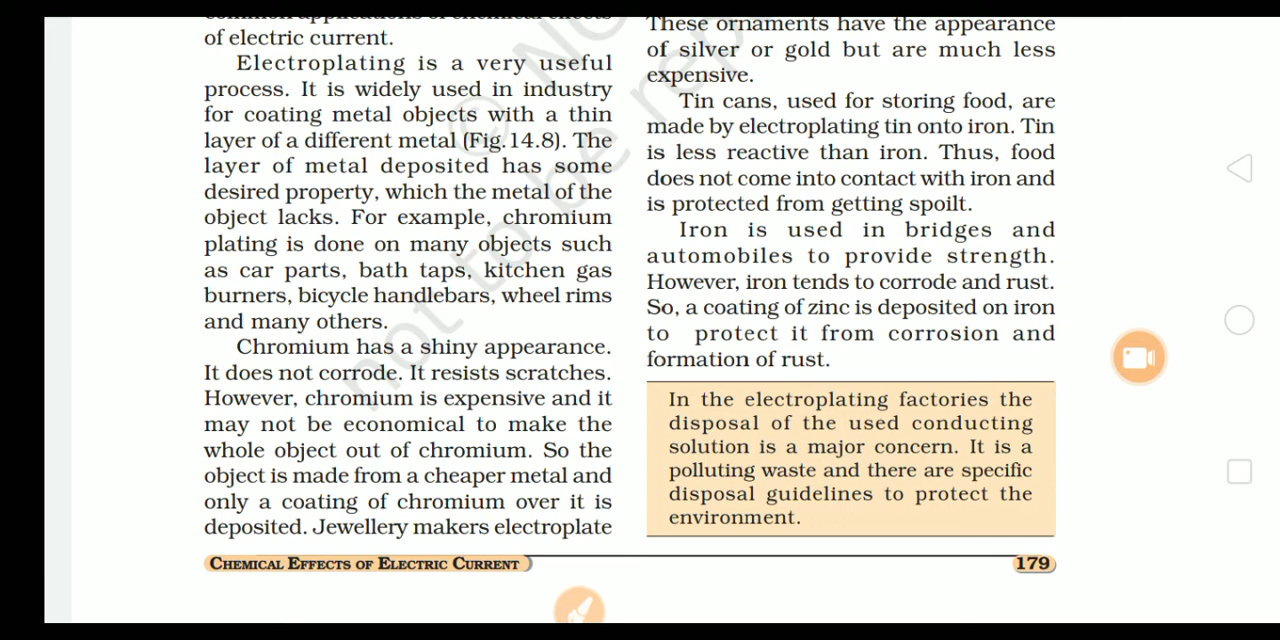 of electric current.
Electroplating is a very useful
process. It is widely used in industry
for coating metal objects with a thin
layer of a different metal (Fig.14.8). The
layer of metal deposited has some
desired property, which the metal of the
object lacks. For example, chromium
plating is done on many objects such
as car parts, bath taps, kitchen gas
burners, bicycle handlebars, wheel rims
and many others.
Chromium has a shiny appearance.
It does not corrode. It resists scratches.
However, chromium is expensive and it
may not be economical to make the
whole object out of chromium. So the
object is made from a cheaper metal and
only a coating of chromium over it is
deposited. Jewellery makers electroplate
These ornaments have the appearance
of silver or gold but are much less
expensive.
Tin cans, used for storing food, are
made by electroplating tin onto iron. Tin
is less reactive than iron. Thus, food
does not come into contact with iron and
is protected from getting spoilt.
Iron is used in bridges and
automobiles to provide strength.
However, iron tends to corrode and rust.
So, a coating of zinc is deposited on iron
to protect it from corrosion and
formation of rust.
In the electroplating factories the
disposal of the used conducting
solution is a major concern. It is a
polluting waste and there are specific
disposal guidelines to protect the
environment.
CHEMICAL EFFECTS OF ELECTRIC CURRENT
179
© NO
not to be rep